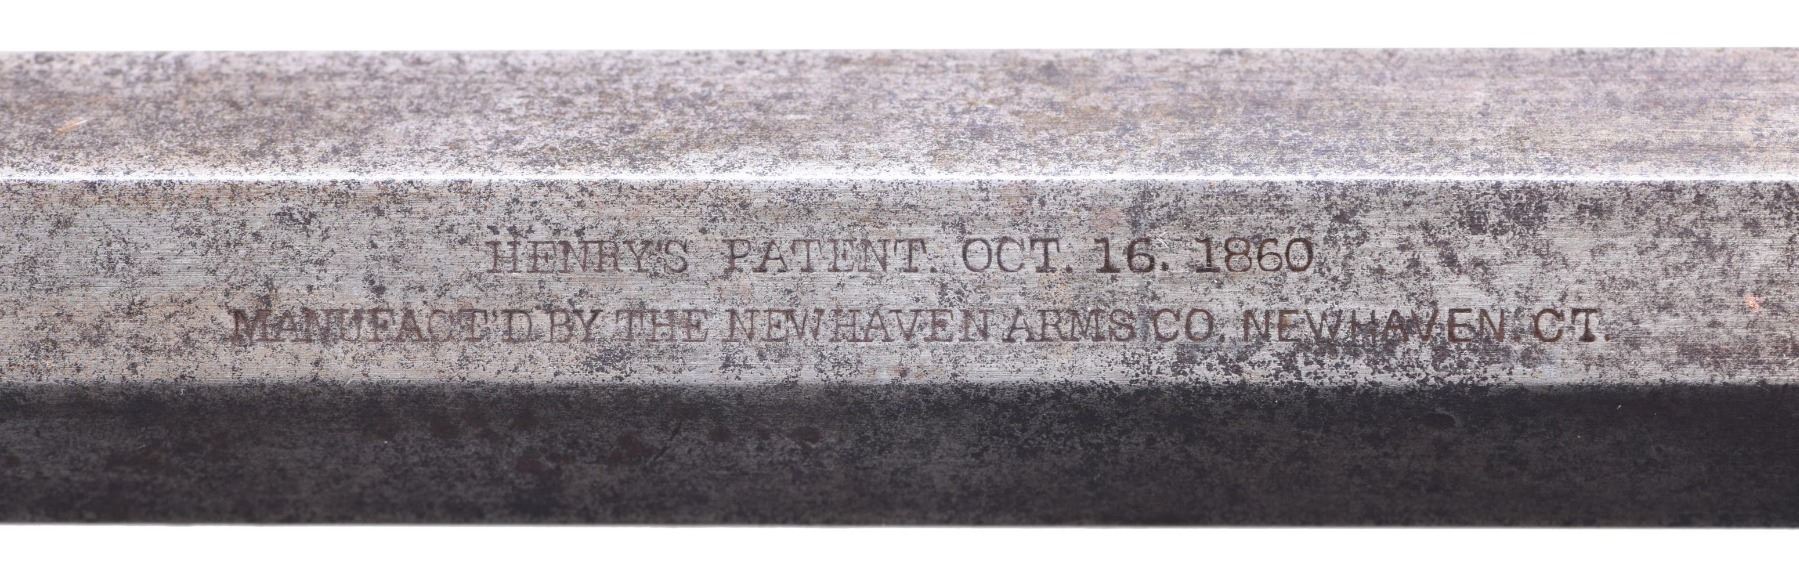 HENRY'S PATENT. OCT. 16. 1860
MANUFACT'D BY THE NEWHAVEN ARMS CO. NEWHAVEN. CT.